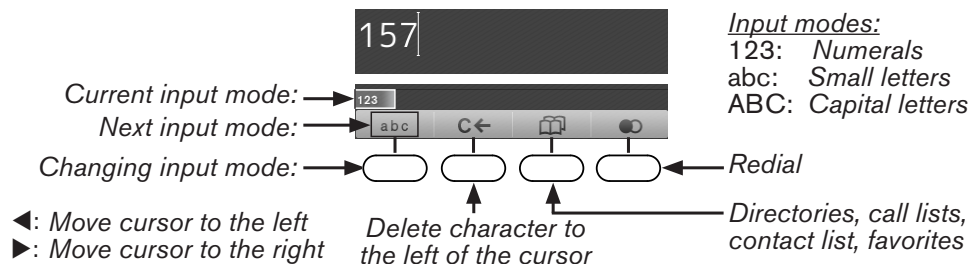 157
Input modes:
123: Numerals
abc: Small letters
ABC: Capital letters
Current input mode:
123
Next input mode:
abc C←
Changing input mode:
Redial
◀: Move cursor to the left
▶: Move cursor to the right
Delete character to
the left of the cursor
Directories, call lists,
contact list, favorites